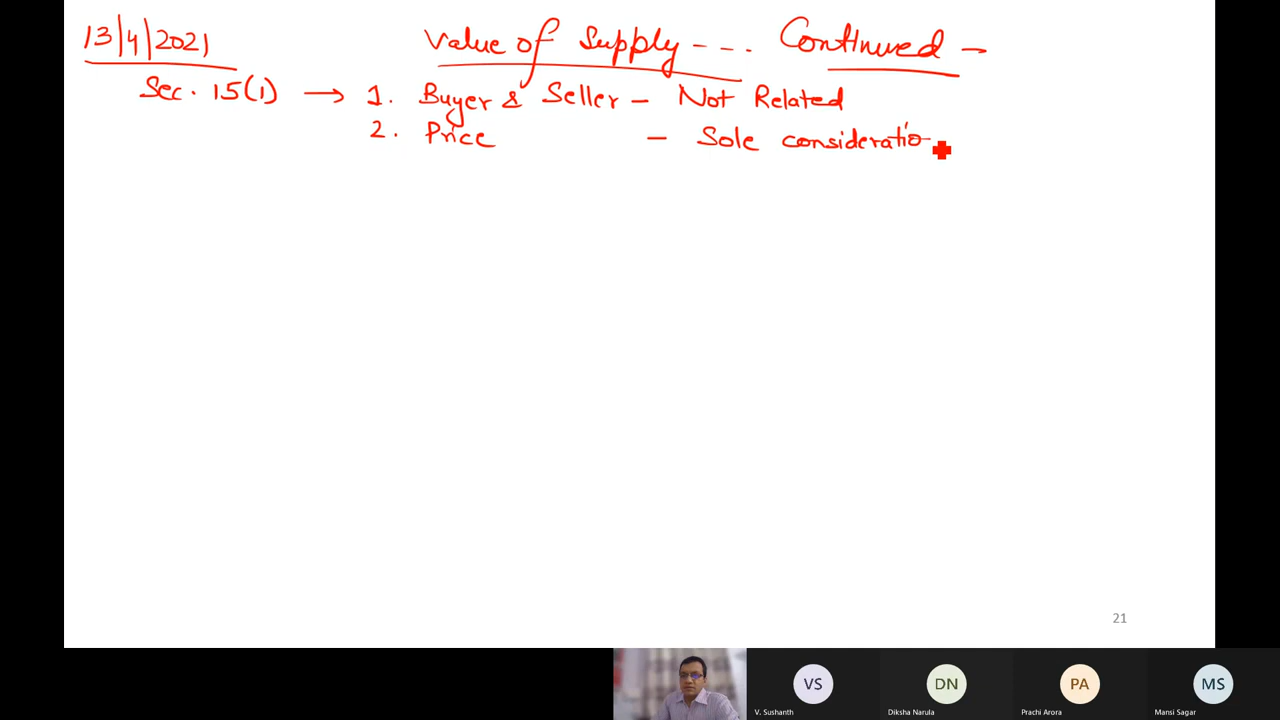 13/4/2021 Value of Supply --- Continued -
Sec. 15(1) → 1. Buyer & Seller - Not Related
2. Price - Sole consideratio
21
VS DN PA MS
V. Sushanth Diksha Narula Prachi Arora Mansi Sagar